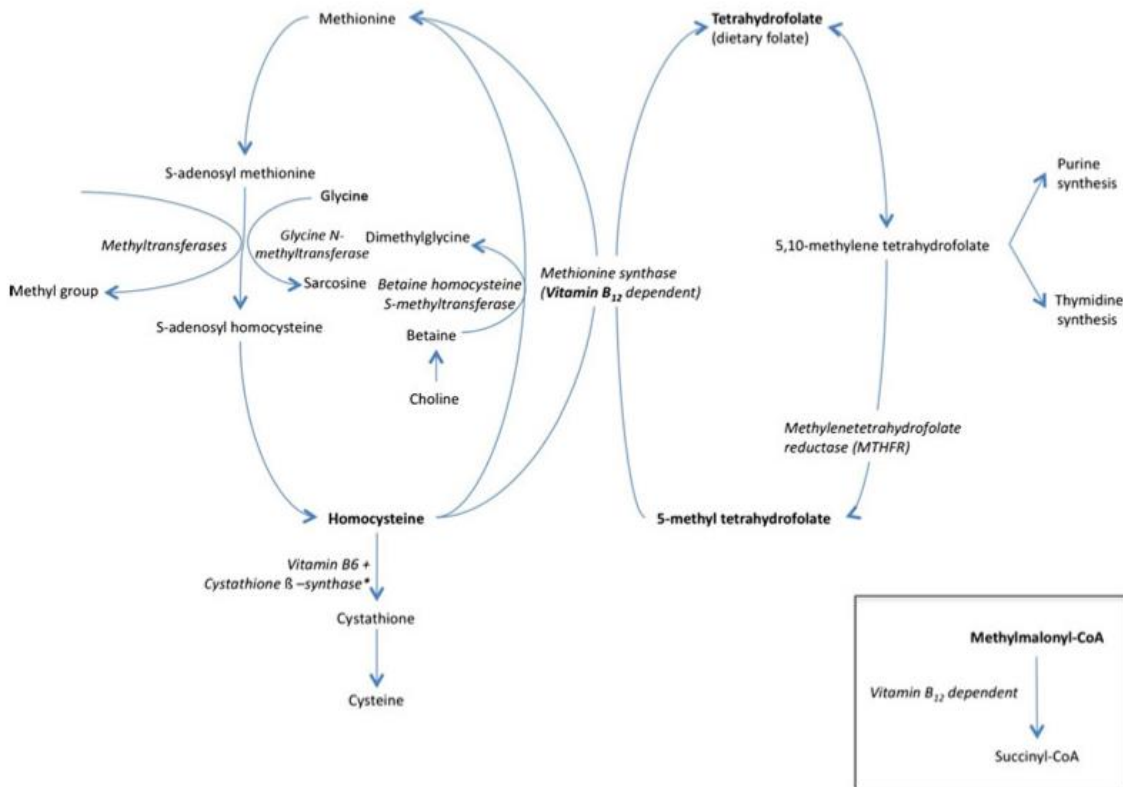 Methionine
Tetrahydrofolate
(dietary folate)
S-adenosyl methionine
Glycine
Methyltransferases
Glycine N-
methyltransferase
Dimethylglycine
Methyl group
Sarcosine
Betaine homocysteine
S-methyltransferase
Methionine synthase
(Vitamin B12 dependent)
5,10-methylene tetrahydrofolate
Purine
synthesis
Thymidine
synthesis
S-adenosyl homocysteine
Betaine
Choline
Methylenetetrahydrofolate
reductase (MTHFR)
Homocysteine
5-methyl tetrahydrofolate
Vitamin B6 +
Cystathione ß –synthase*
Cystathione
Cysteine
Methylmalonyl-CoA
Vitamin B12 dependent
Succinyl-CoA